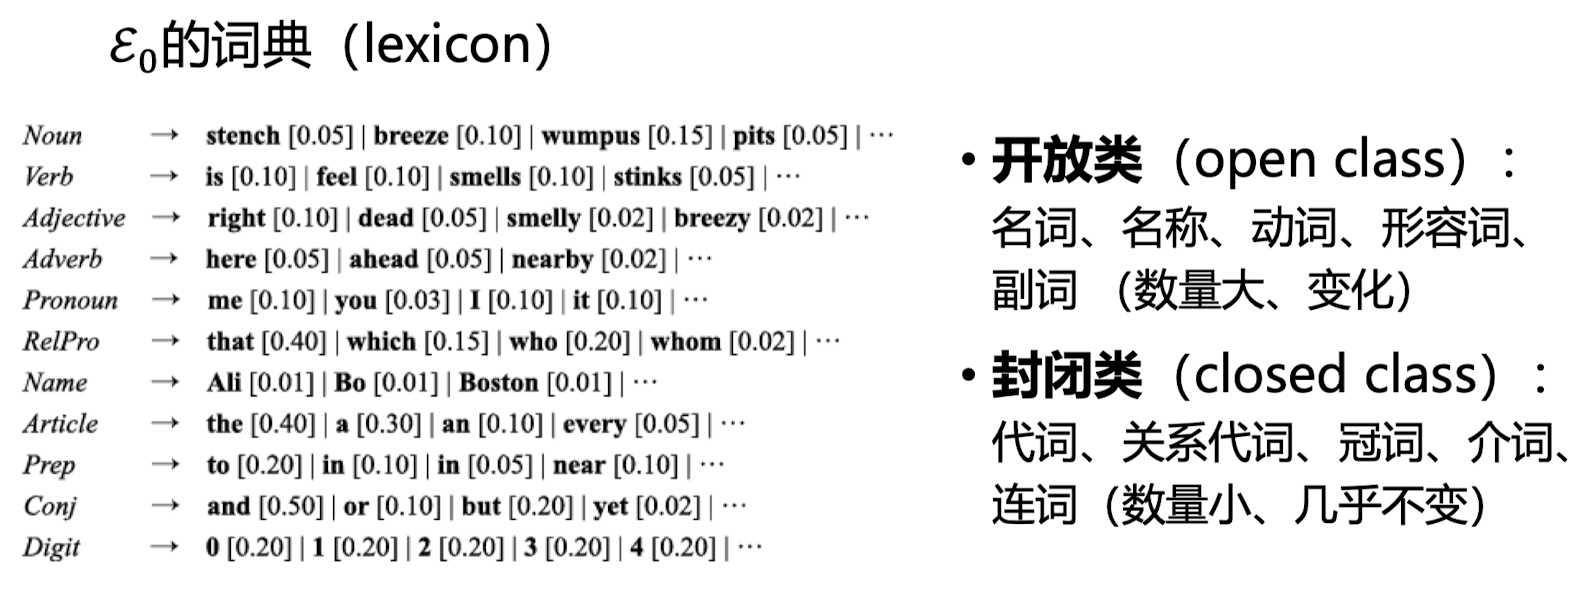 ℰ₀的词典（lexicon）
Noun → stench [0.05] | breeze [0.10] | wumpus [0.15] | pits [0.05] | ⋯
Verb → is [0.10] | feel [0.10] | smells [0.10] | stinks [0.05] | ⋯
Adjective → right [0.10] | dead [0.05] | smelly [0.02] | breezy [0.02] | ⋯
Adverb → here [0.05] | ahead [0.05] | nearby [0.02] | ⋯
Pronoun → me [0.10] | you [0.03] | I [0.10] | it [0.10] | ⋯
RelPro → that [0.40] | which [0.15] | who [0.20] | whom [0.02] | ⋯
Name → Ali [0.01] | Bo [0.01] | Boston [0.01] | ⋯
Article → the [0.40] | a [0.30] | an [0.10] | every [0.05] | ⋯
Prep → to [0.20] | in [0.10] | in [0.05] | near [0.10] | ⋯
Conj → and [0.50] | or [0.10] | but [0.20] | yet [0.02] | ⋯
Digit → 0 [0.20] | 1 [0.20] | 2 [0.20] | 3 [0.20] | 4 [0.20] | ⋯
• 开放类（open class）：
名词、名称、动词、形容词、
副词 （数量大、变化）
• 封闭类（closed class）：
代词、关系代词、冠词、介词、
连词（数量小、几乎不变）